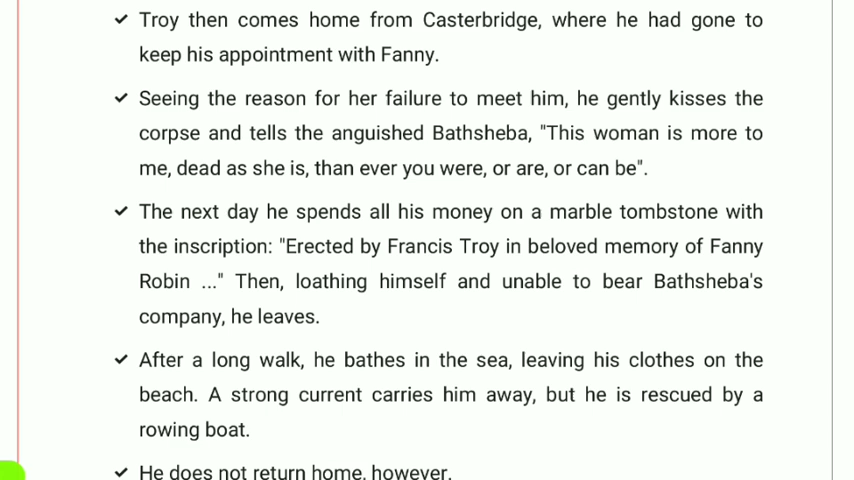 ✓ Troy then comes home from Casterbridge, where he had gone to
keep his appointment with Fanny.
✓ Seeing the reason for her failure to meet him, he gently kisses the
corpse and tells the anguished Bathsheba, "This woman is more to
me, dead as she is, than ever you were, or are, or can be".
✓ The next day he spends all his money on a marble tombstone with
the inscription: "Erected by Francis Troy in beloved memory of Fanny
Robin ..." Then, loathing himself and unable to bear Bathsheba's
company, he leaves.
✓ After a long walk, he bathes in the sea, leaving his clothes on the
beach. A strong current carries him away, but he is rescued by a
rowing boat.
✓ He does not return home, however.